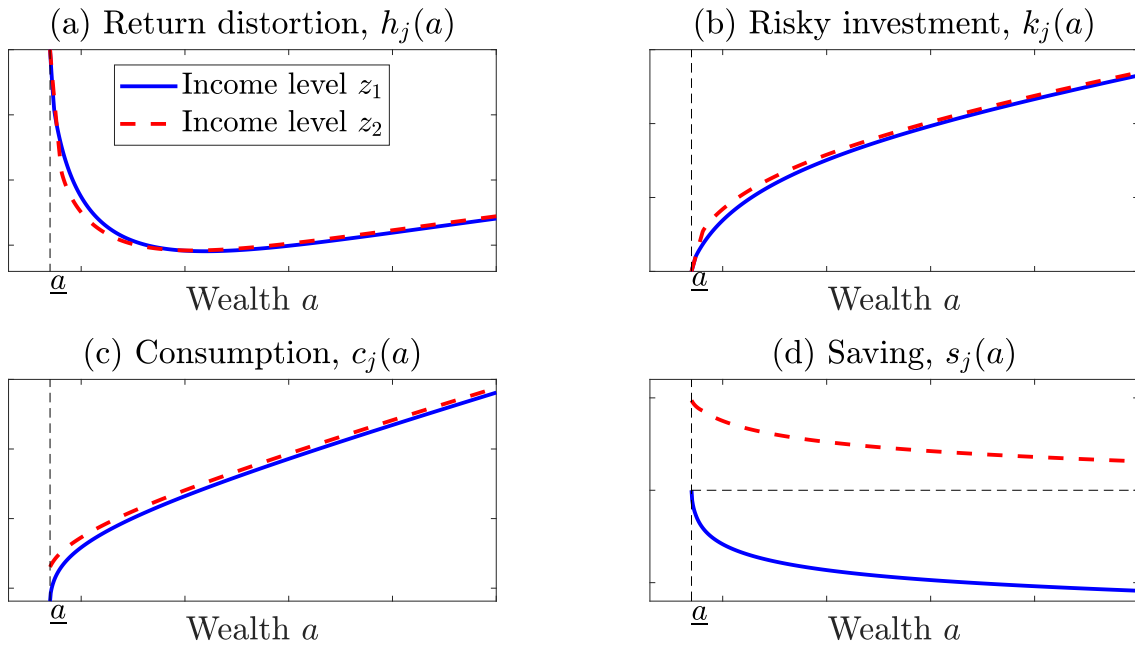 (a) Return distortion, h_j(a)
Income level z_1
Income level z_2
a
Wealth a
(b) Risky investment, k_j(a)
a
Wealth a
(c) Consumption, c_j(a)
a
Wealth a
(d) Saving, s_j(a)
a
Wealth a